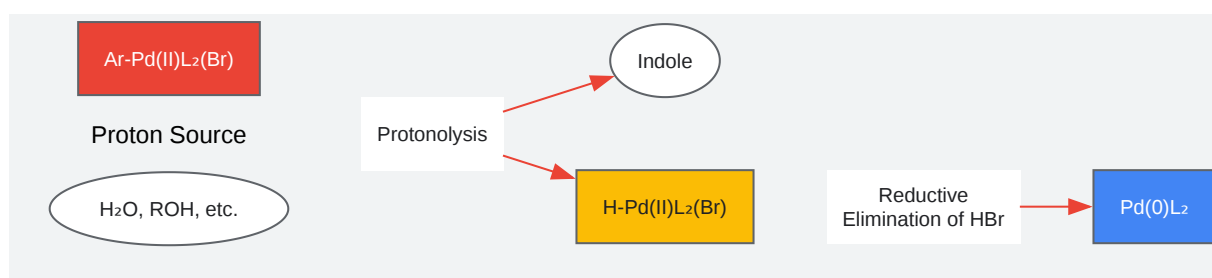 Ar-Pd(II)L₂(Br)
Proton Source
H₂O, ROH, etc.
Protonolysis
Indole
H-Pd(II)L₂(Br)
Reductive
Elimination of HBr
Pd(0)L₂